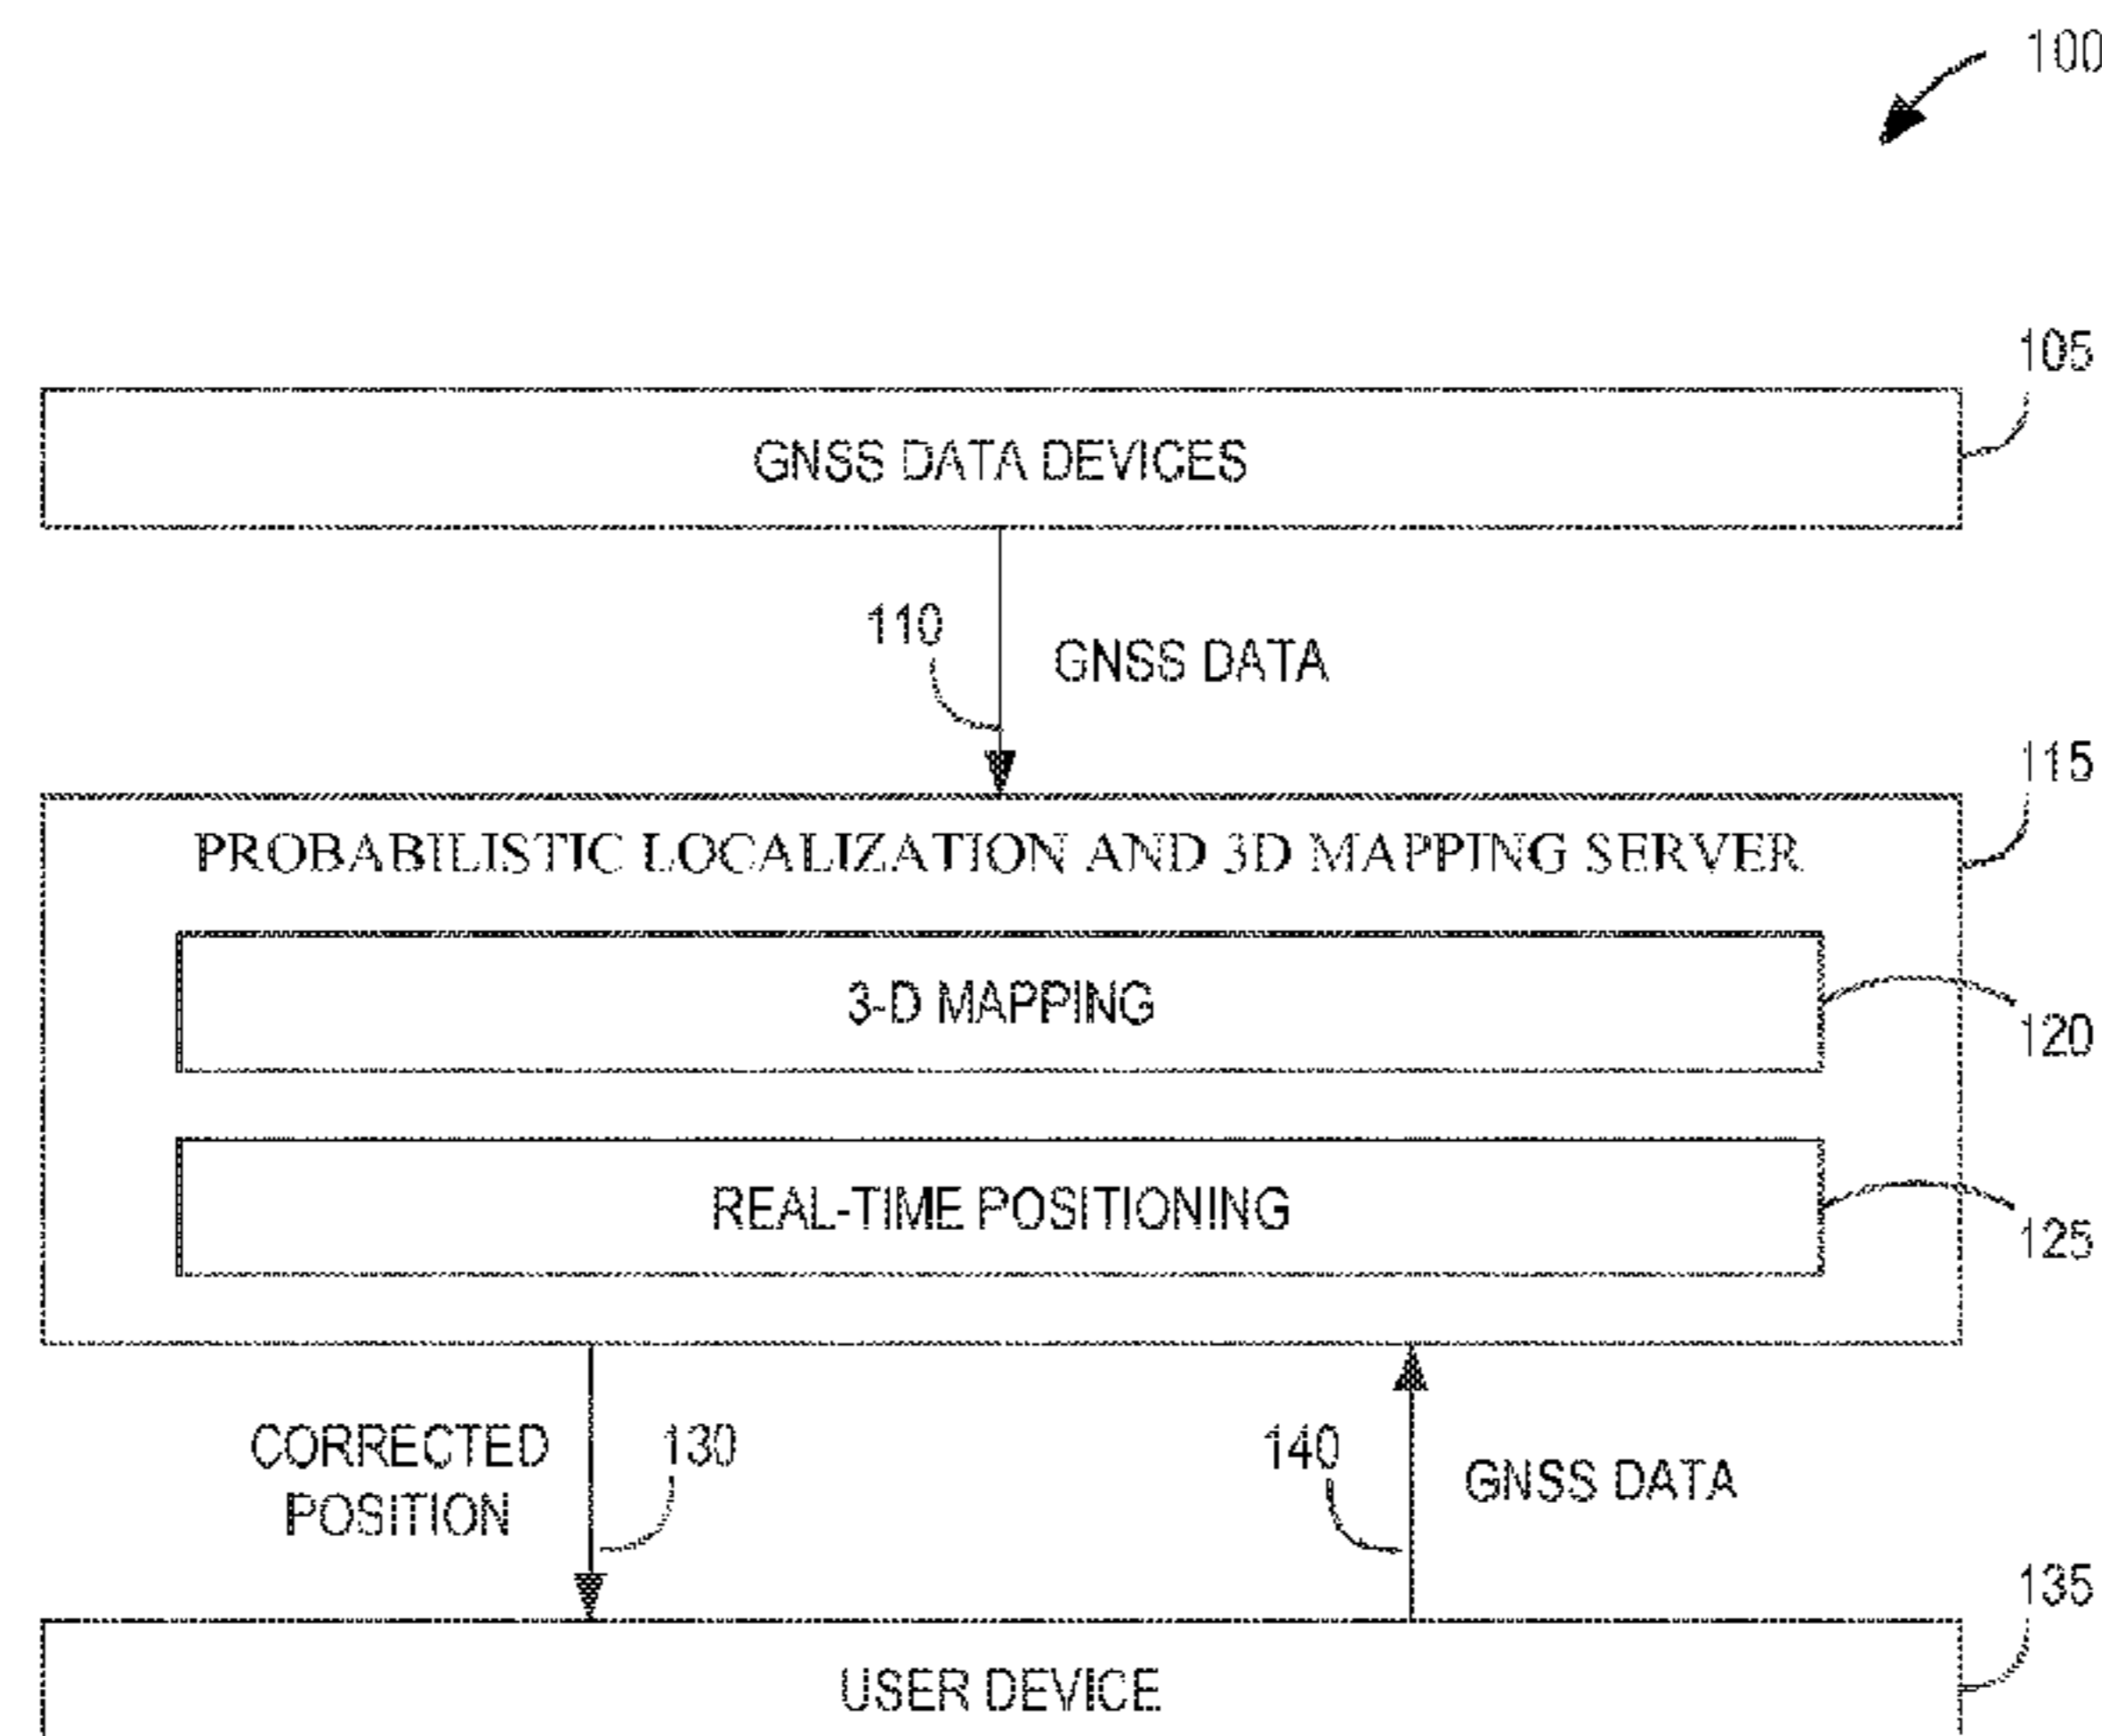 100
105
GNSS DATA DEVICES
110
GNSS DATA
115
PROBABILISTIC LOCALIZATION AND 3D MAPPING SERVER
3-D MAPPING
120
REAL-TIME POSITIONING
125
CORRECTED
POSITION
130
140
GNSS DATA
135
USER DEVICE